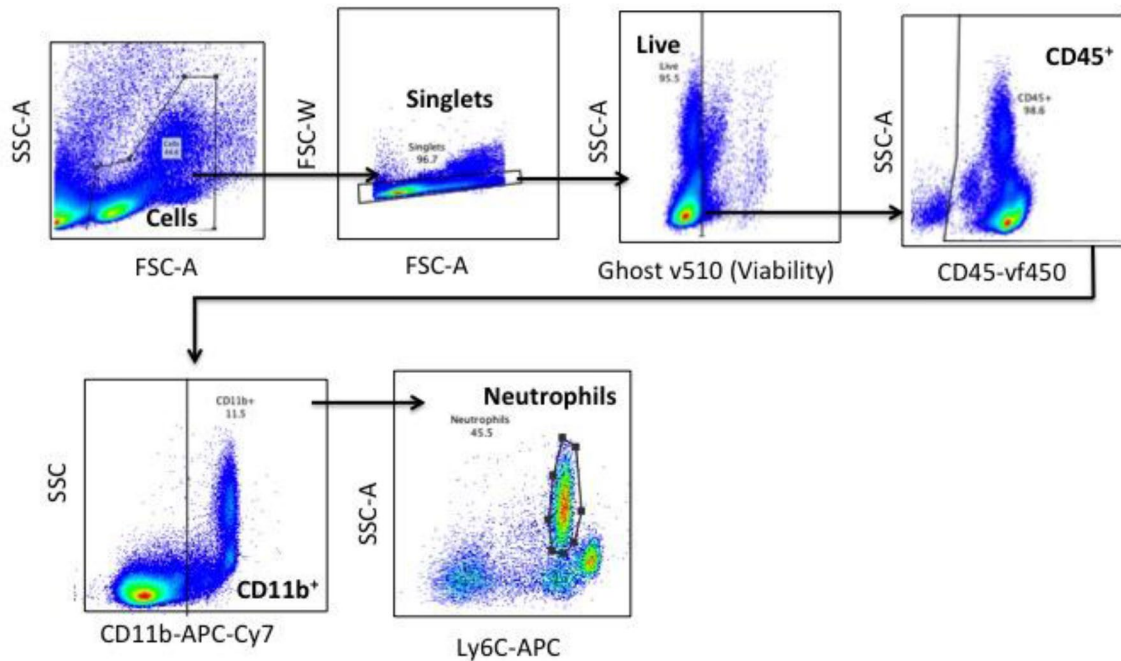 SSC-A
Cells
Cells
FSC-A
FSC-W
Singlets
Singlets
96.7
FSC-A
SSC-A
Live
Live
95.5
Ghost v510 (Viability)
SSC-A
CD45⁺
CD45+
98.6
CD45-vf450
SSC
CD11b+
11.5
CD11b⁺
CD11b-APC-Cy7
SSC-A
Neutrophils
Neutrophils
45.5
Ly6C-APC